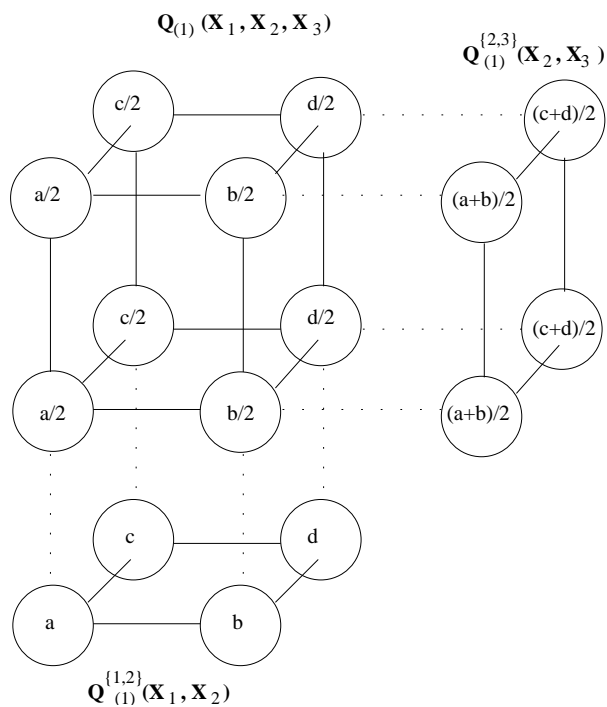 Q(1) (X1, X2, X3)
Q(1)^{2,3}(X2, X3 )
c/2
d/2
(c+d)/2
a/2
b/2
(a+b)/2
c/2
d/2
(c+d)/2
a/2
b/2
(a+b)/2
c
d
a
b
Q(1)^{1,2}(X1, X2)